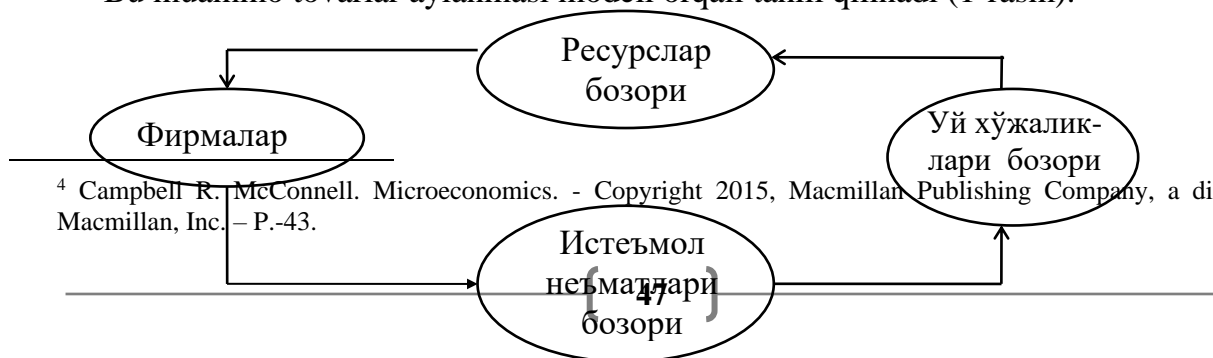 Ресурслар
бозори
Фирмалар
Уй хўжалик-
лари бозори
⁴ Campbell R. McConnell. Microeconomics. - Copyright 2015, Macmillan Publishing Company, a di
Macmillan, Inc. – P.-43.
Истеъмол
неъматлари
47
бозори